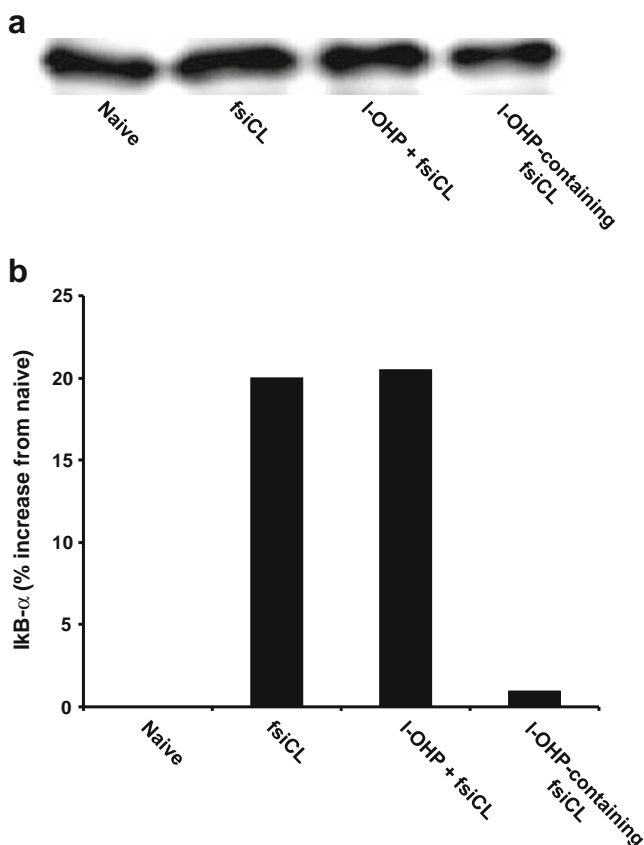 a
Naive
fsiCL
l-OHP + fsiCL
l-OHP-containing
fsiCL
b
IkB-α (% increase from naive)
25
20
15
10
5
0
Naive
fsiCL
l-OHP + fsiCL
l-OHP-containing
fsiCL